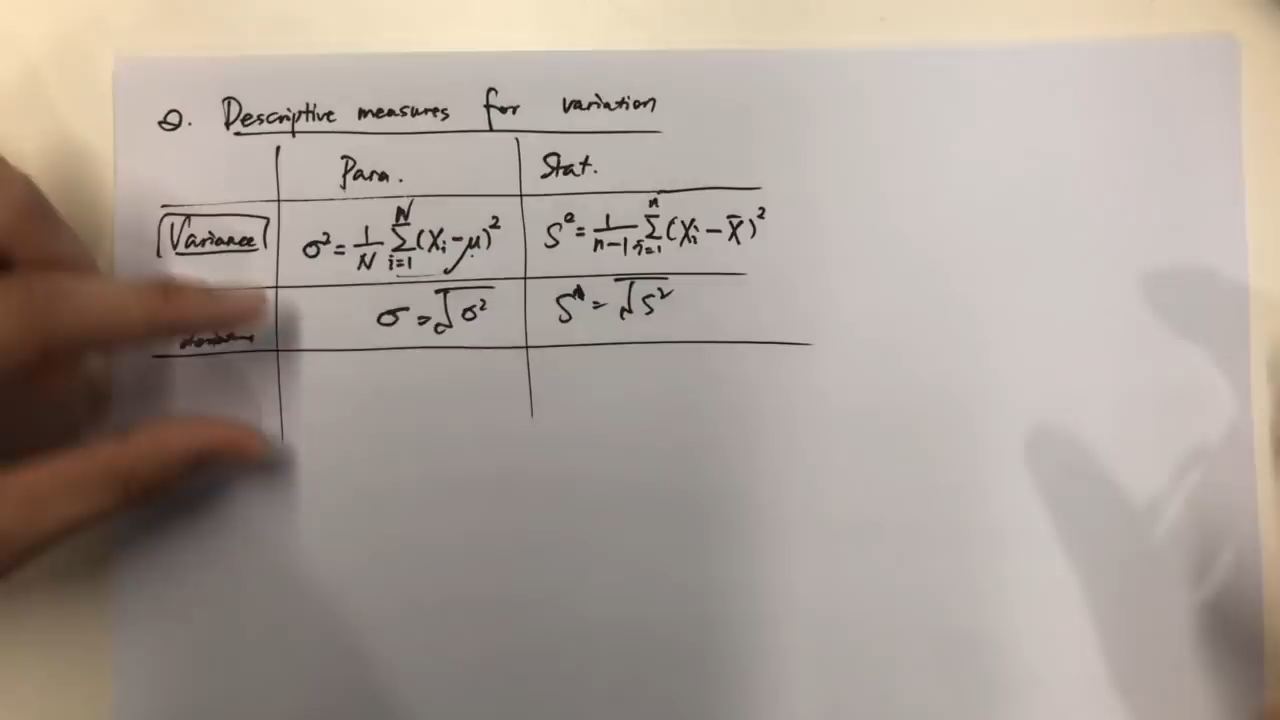 Descriptive measures for variation
Para. Stat.
Variance σ² = 1/N Σ_{i=1}^{N} (Xi - μ)² S² = 1/(n-1) Σ_{i=1}^{n} (Xi - X̄)²
σ = √σ² S = √S²